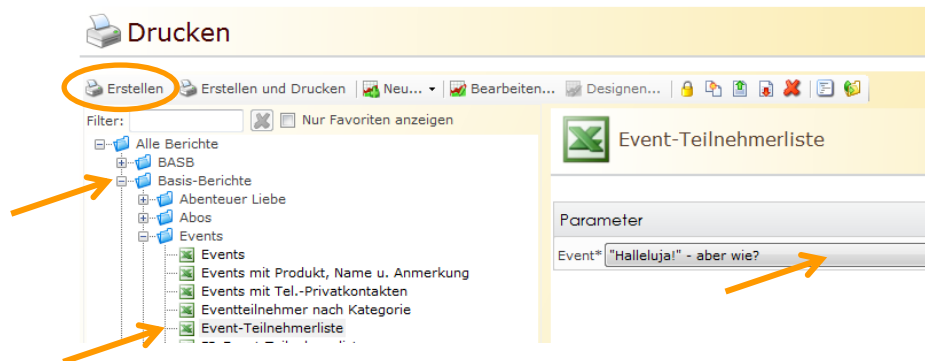 Drucken
Erstellen Erstellen und Drucken Neu... Bearbeiten... Designen...
Filter: Nur Favoriten anzeigen
Alle Berichte
BASB
Basis-Berichte
Abenteuer Liebe
Abos
Events
Events
Events mit Produkt, Name u. Anmerkung
Events mit Tel.-Privatkontakten
Eventteilnehmer nach Kategorie
Event-Teilnehmerliste
Event-Teilnehmerliste
Parameter
Event* "Halleluja!" - aber wie?